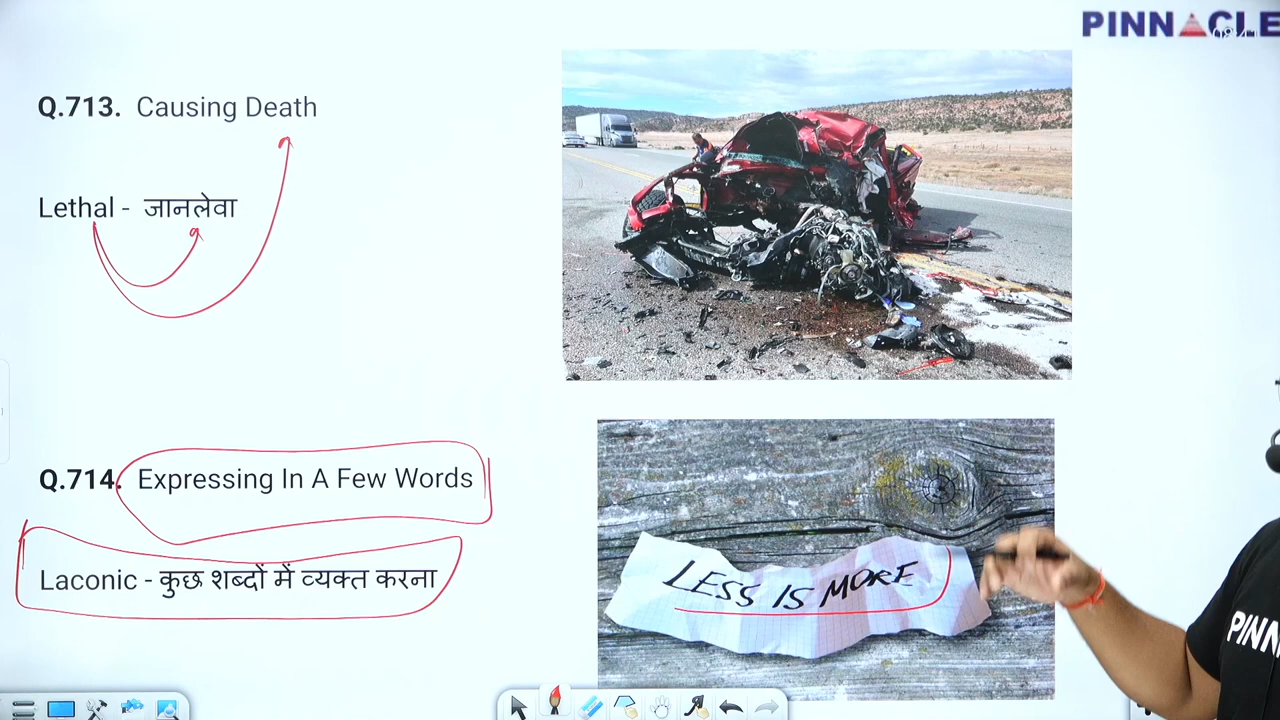 PINNACLE
Q.713. Causing Death
Lethal - जानलेवा
Q.714. Expressing In A Few Words
Laconic - कुछ शब्दों में व्यक्त करना
LESS IS MORE
PINN